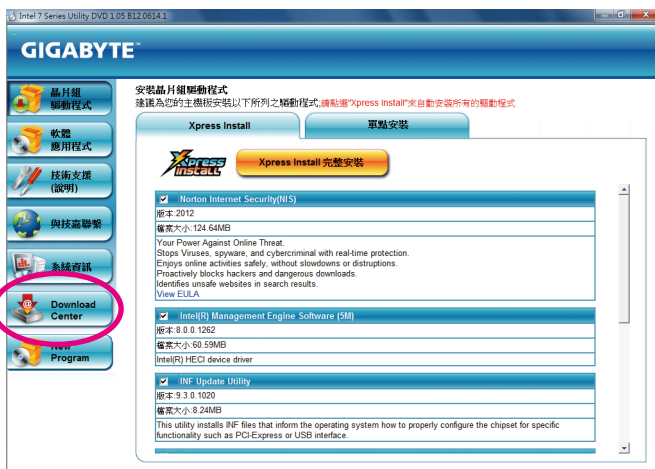 Intel 7 Series Utility DVD 1.05 B12.0614.1
GIGABYTE™
晶片組
驅動程式
軟體
應用程式
技術支援
(說明)
與技嘉聯繫
系統資訊
Download
Center
New
Program
安裝晶片組驅動程式
建議為您的主機板安裝以下所列之驅動程式;請點選"Xpress Install"來自動安裝所有的驅動程式
Xpress Install
單點安裝
Xpress
INSTALL
Xpress Install 完整安裝
Norton Internet Security(NIS)
版本:2012
檔案大小:124.64MB
Your Power Against Online Threat.
Stops Viruses, spyware, and cybercriminal with real-time protection.
Enjoys online activities safely, without slowdowns or distruptions.
Proactively blocks hackers and dangerous downloads.
Identifies unsafe websites in search results.
View EULA
Intel(R) Management Engine Software (5M)
版本:8.0.0.1262
檔案大小:60.59MB
Intel(R) HECI device driver
INF Update Utility
版本:9.3.0.1020
檔案大小:8.24MB
This utility installs INF files that inform the operating system how to properly configure the chipset for specific
functionality such as PCI-Express or USB interface.